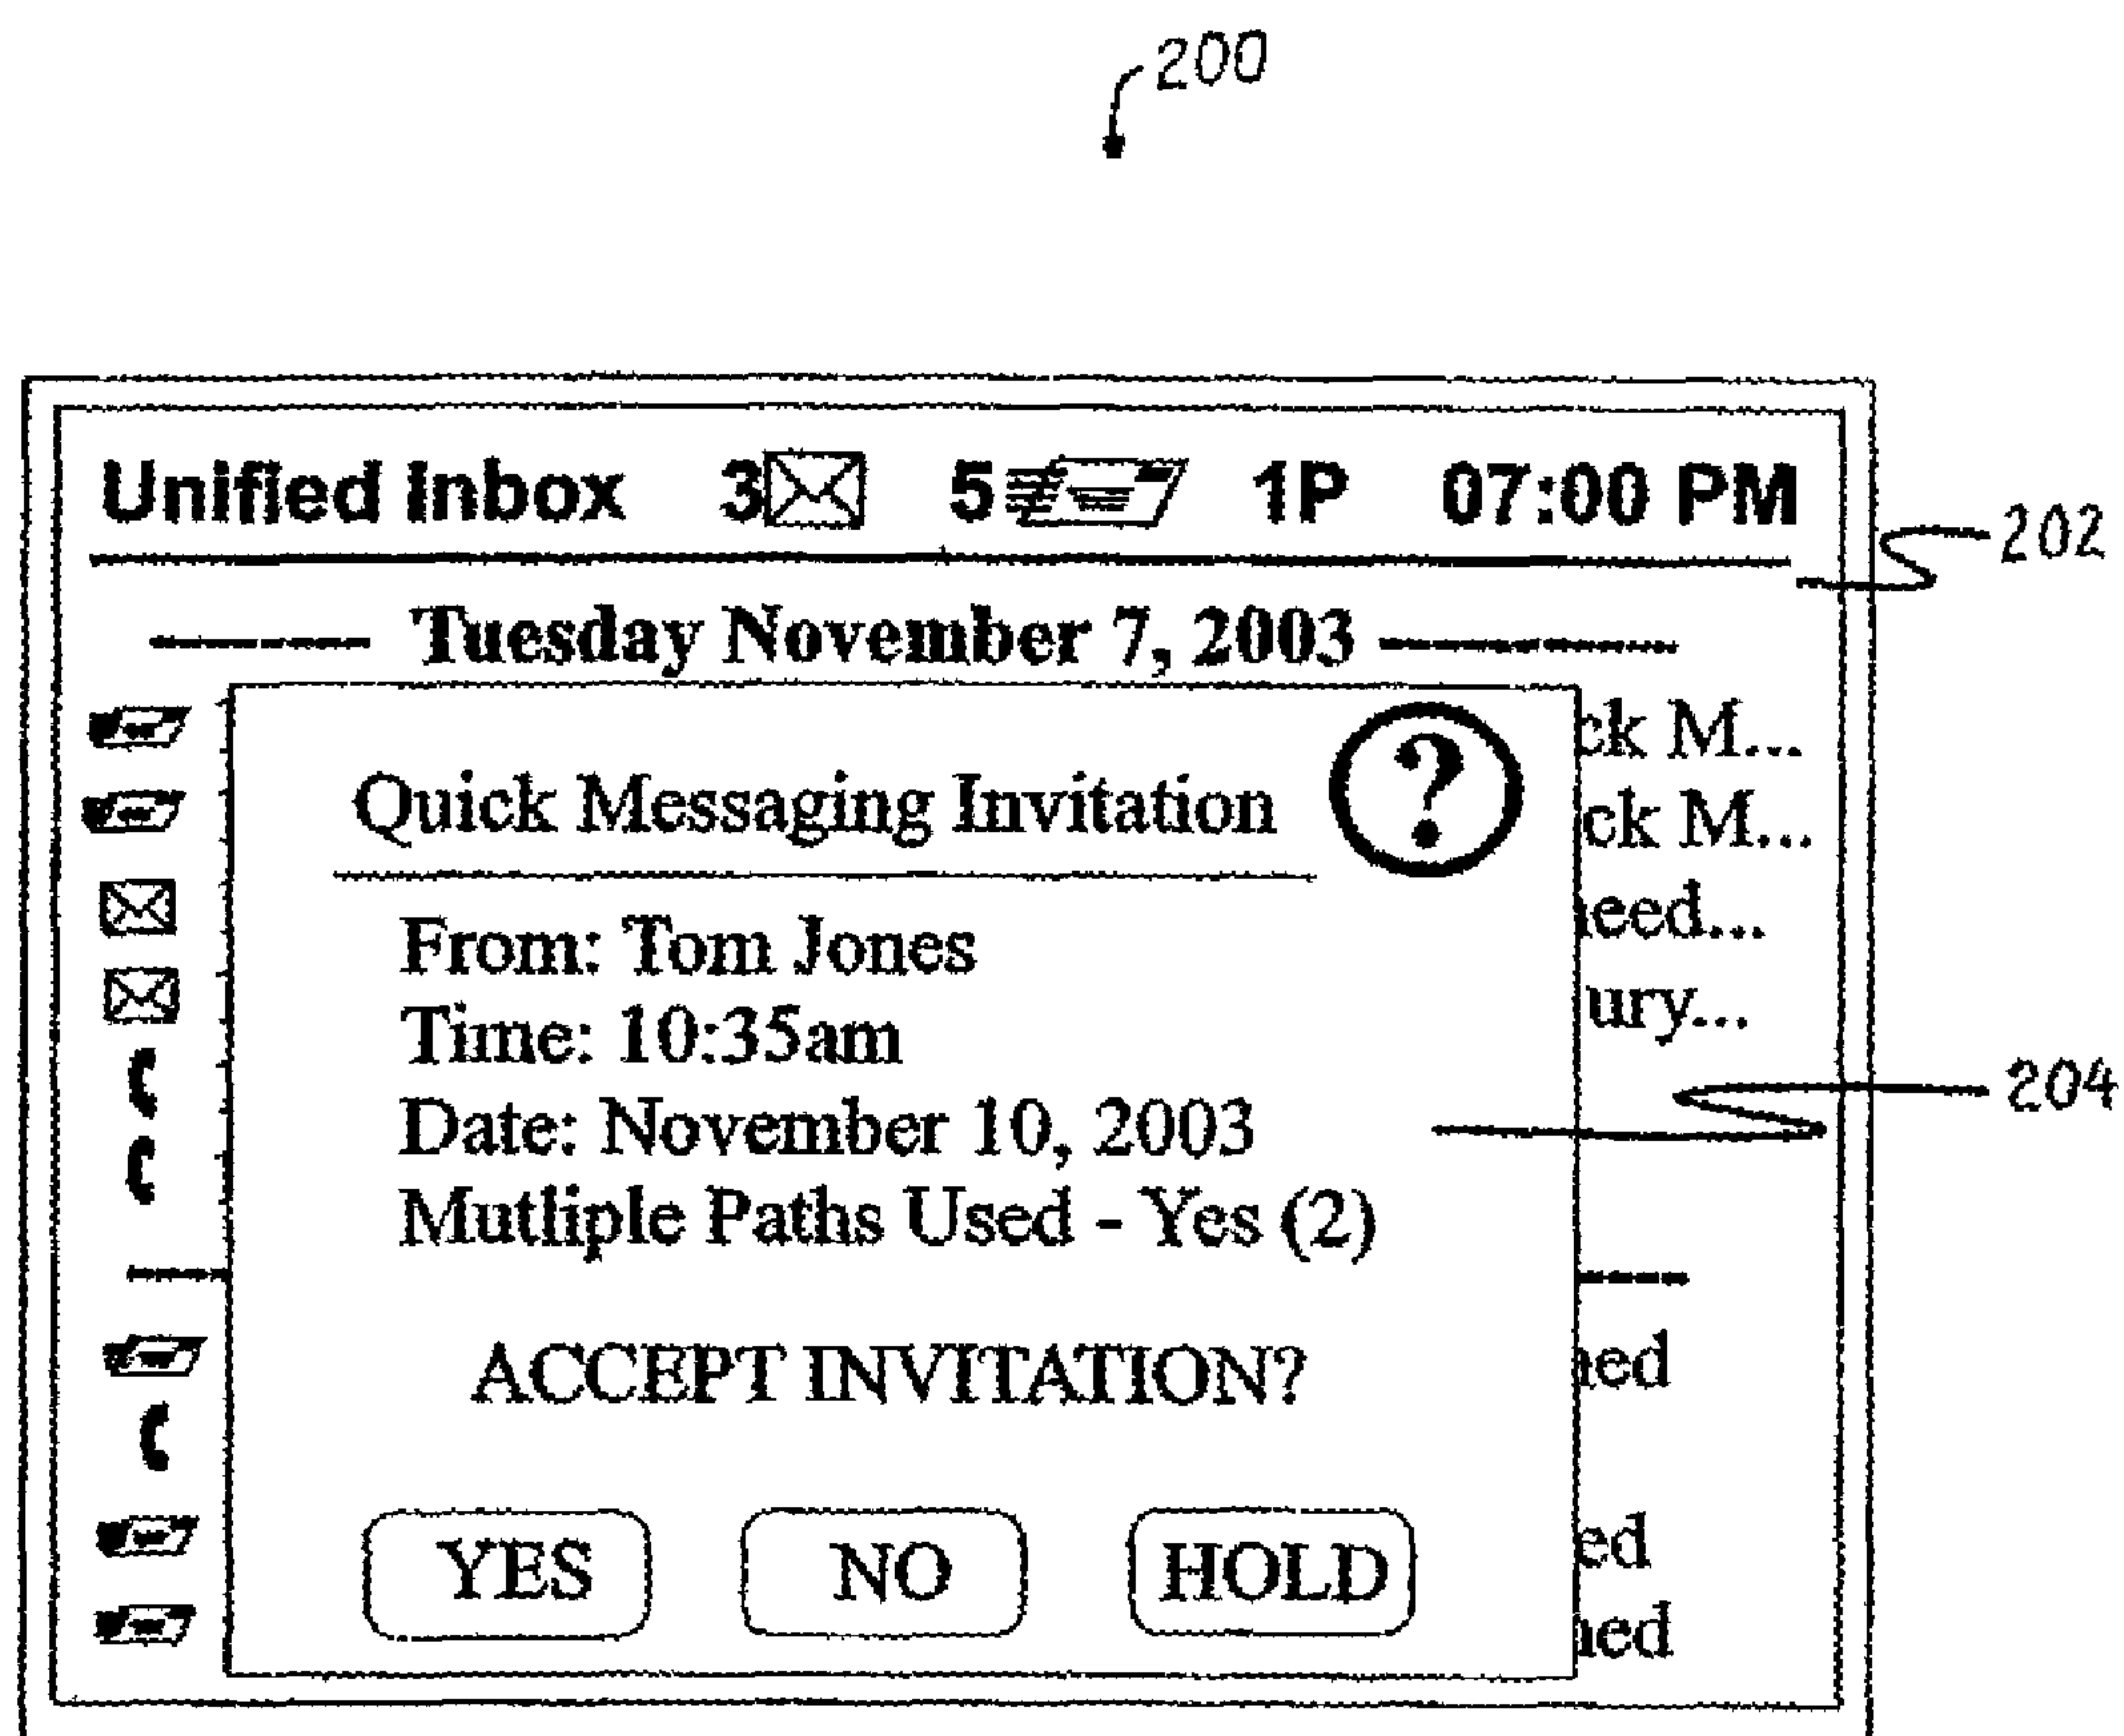 200
Unified Inbox 3 5 1P 07:00 PM
202
Tuesday November 7, 2003
ck M...
Quick Messaging Invitation ?
ck M...
eed...
From: Tom Jones
ury...
Time: 10:35am
204
Date: November 10, 2003
Mutliple Paths Used - Yes (2)
ACCEPT INVITATION?
ed
YES NO HOLD
ed
ed